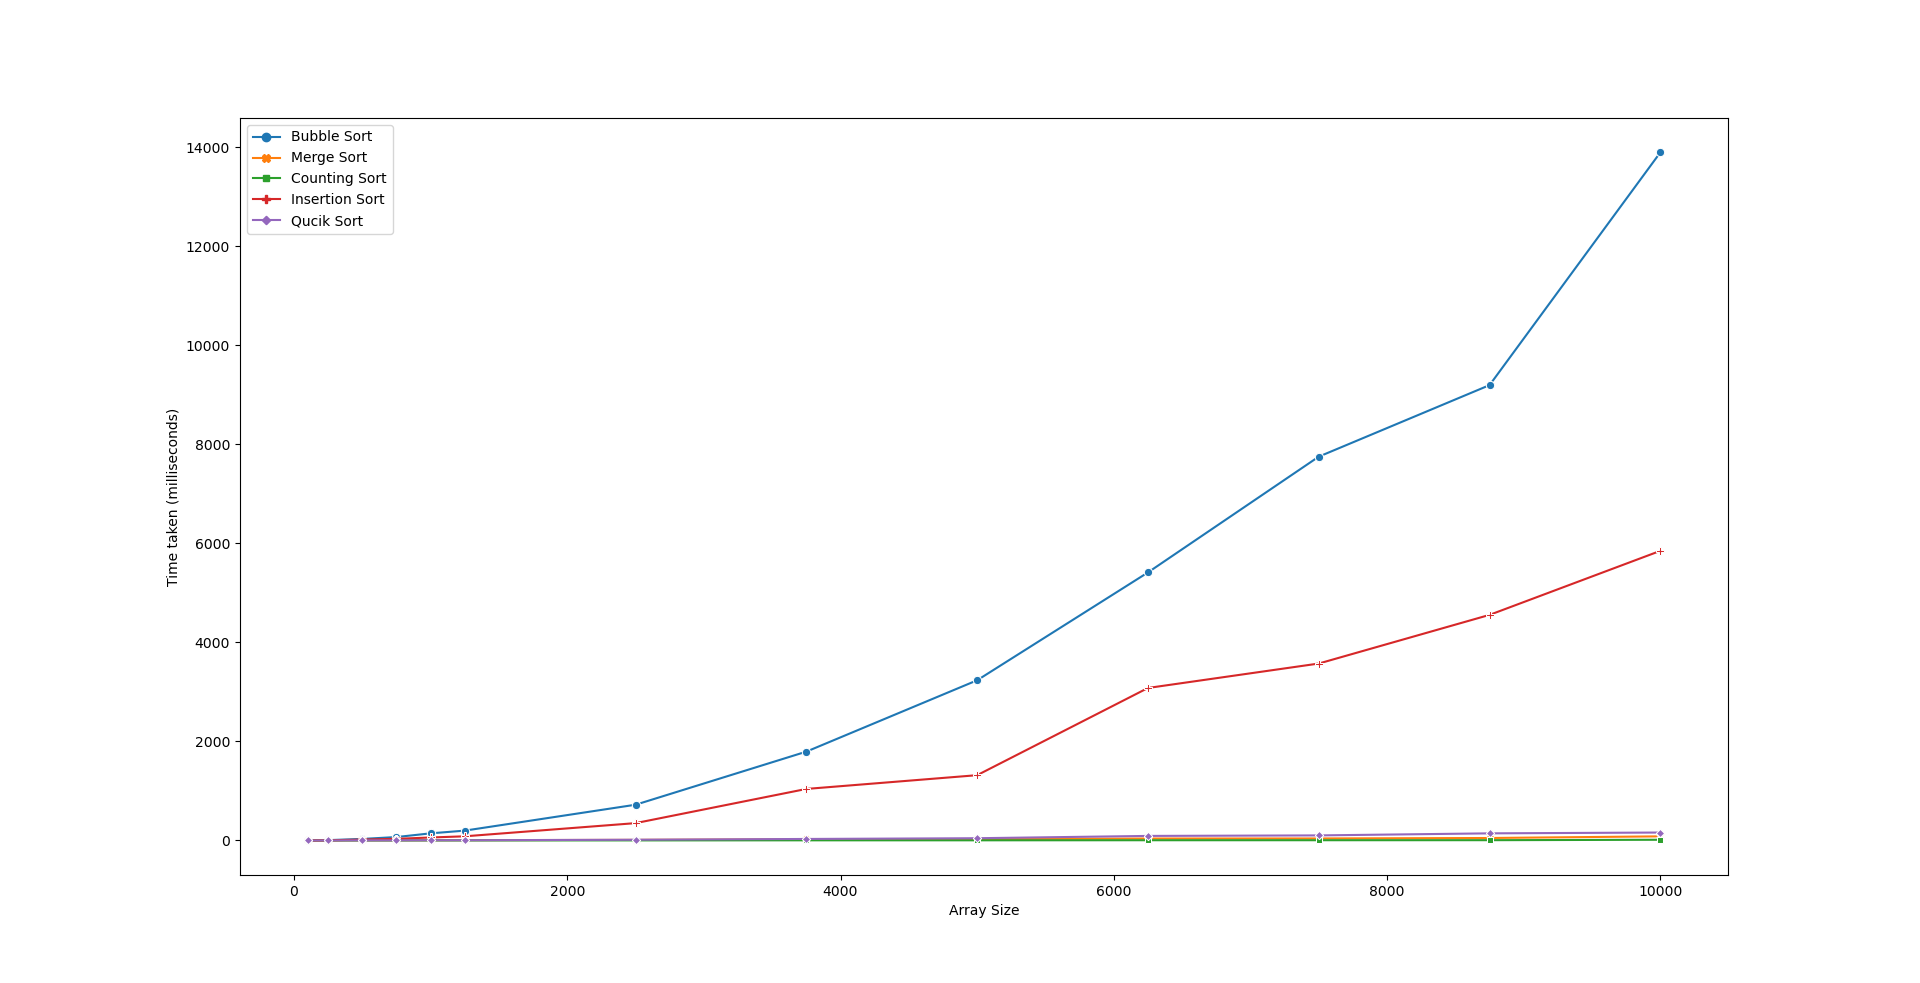 Bubble Sort
Merge Sort
Counting Sort
Insertion Sort
Qucik Sort
14000
12000
10000
8000
6000
4000
2000
0
Time taken (milliseconds)
0 2000 4000 6000 8000 10000
Array Size